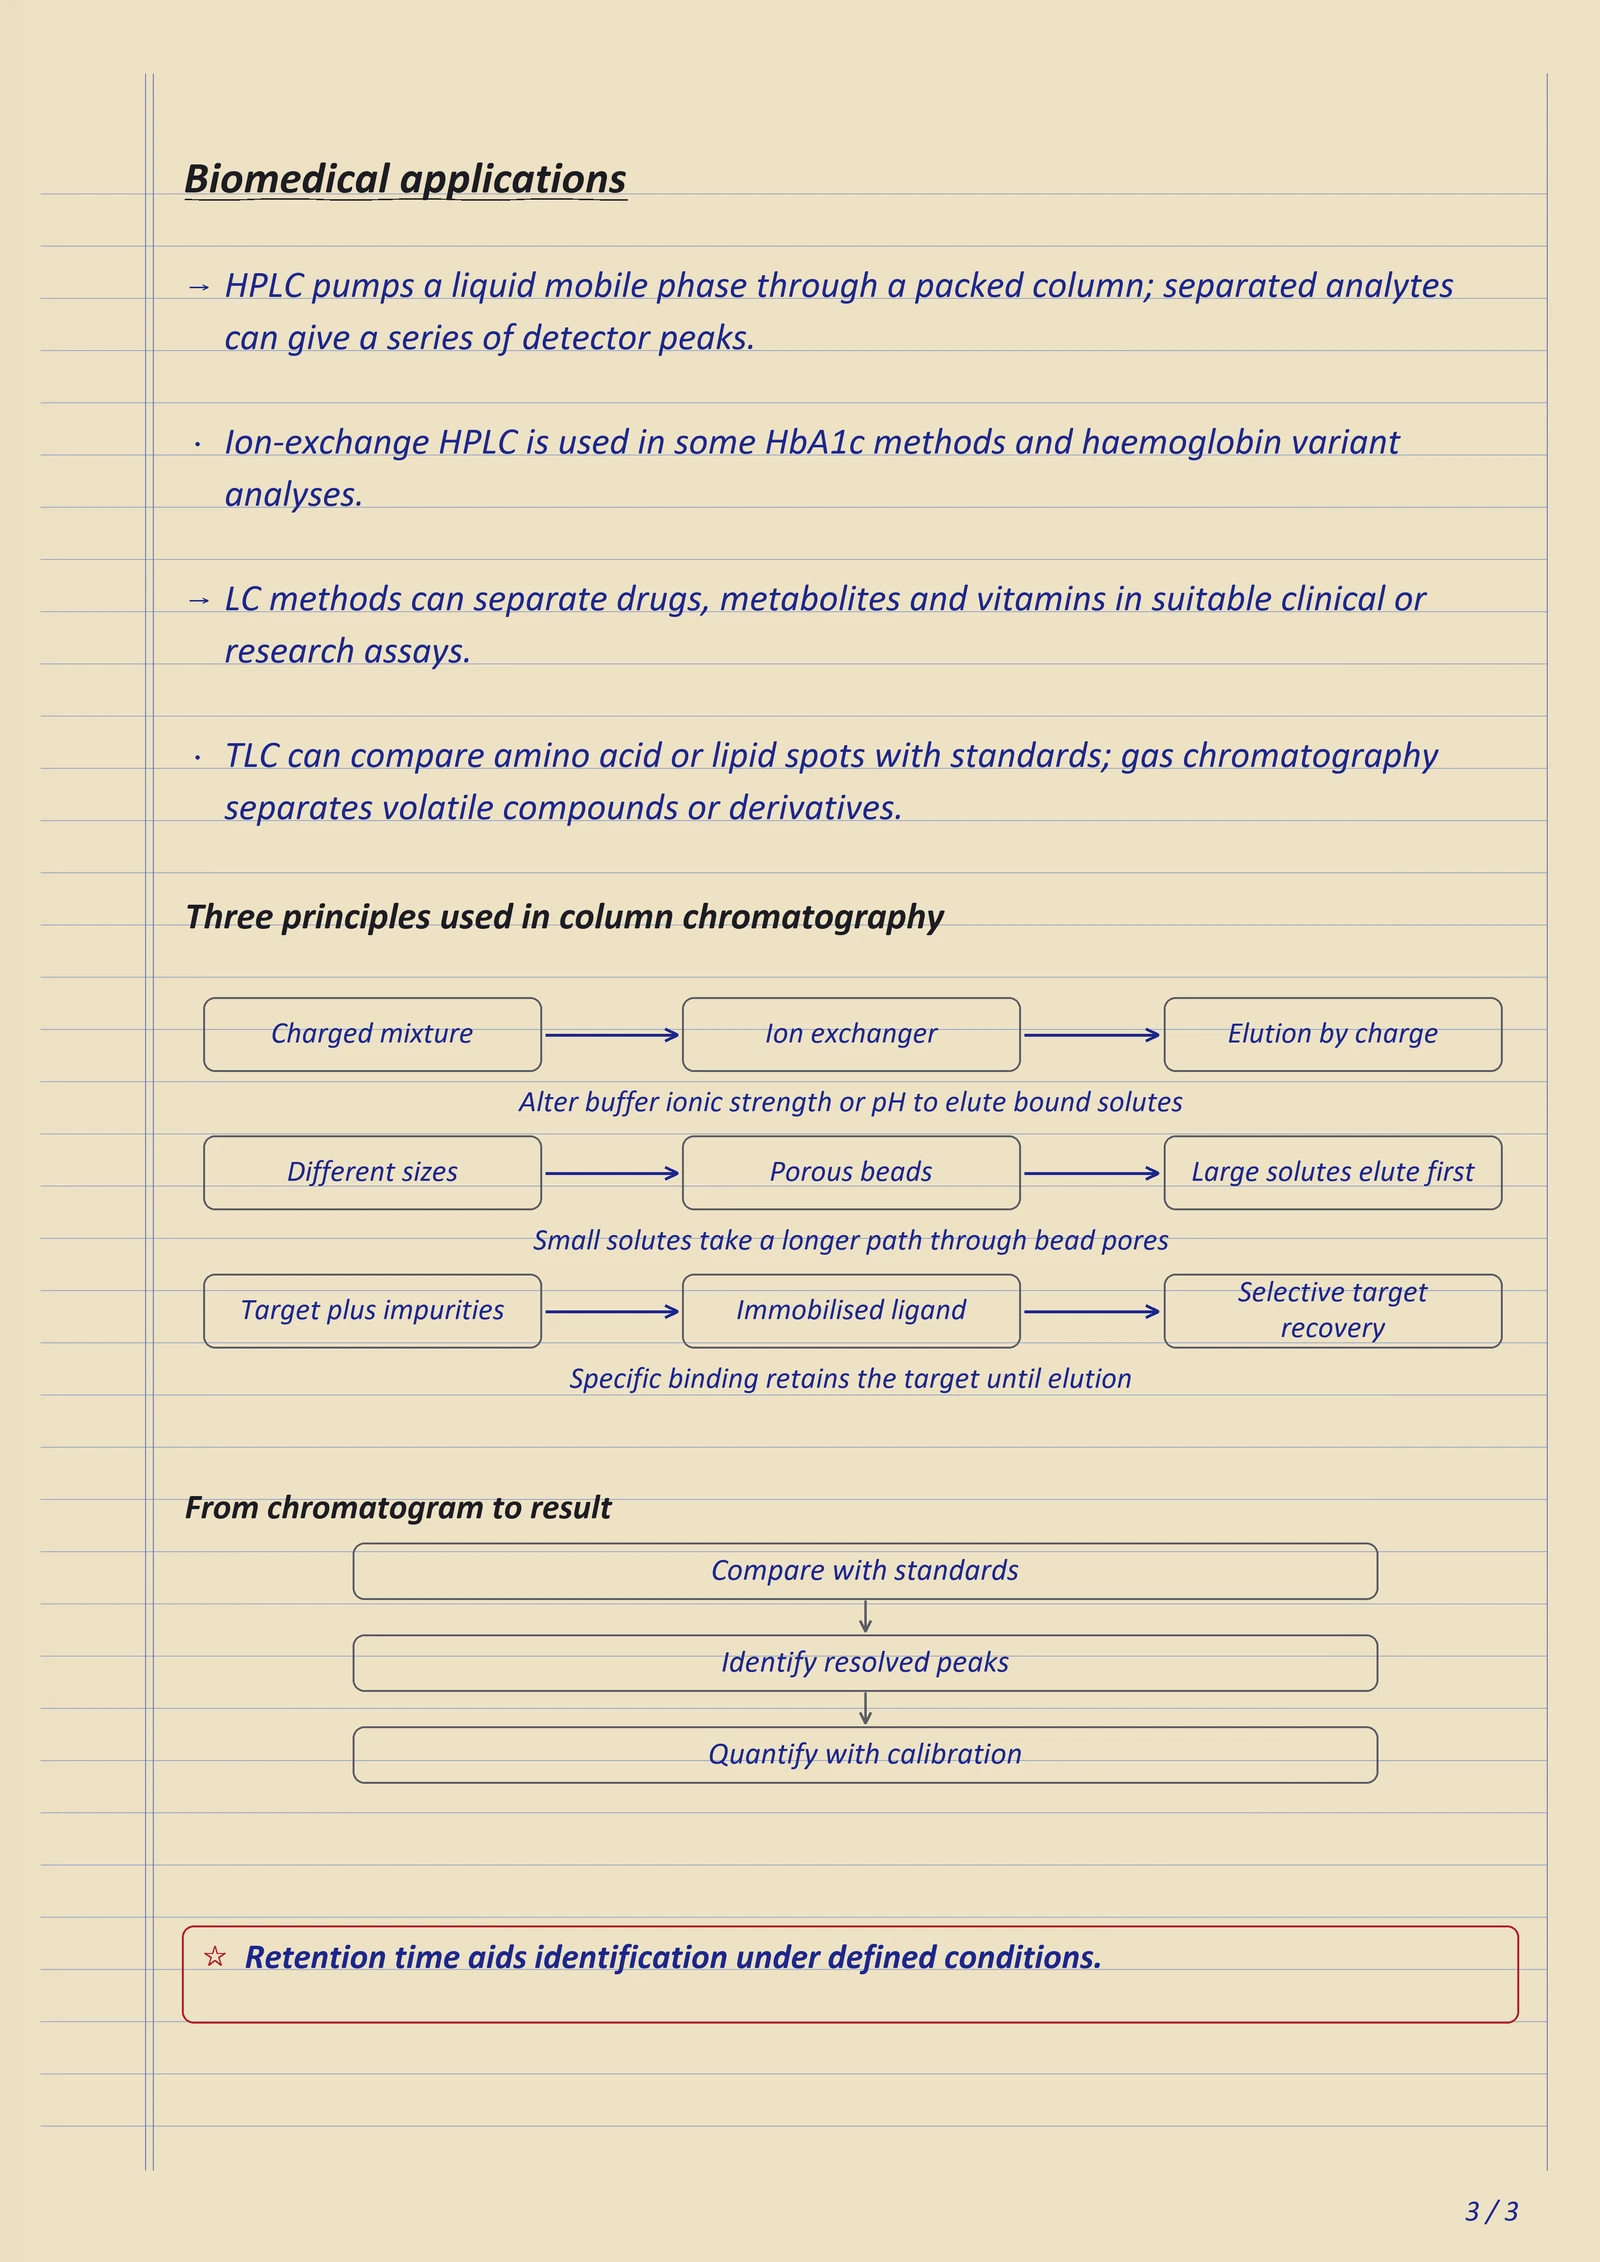 Biomedical applications
→ HPLC pumps a liquid mobile phase through a packed column; separated analytes
can give a series of detector peaks.
· Ion-exchange HPLC is used in some HbA1c methods and haemoglobin variant
analyses.
→ LC methods can separate drugs, metabolites and vitamins in suitable clinical or
research assays.
· TLC can compare amino acid or lipid spots with standards; gas chromatography
separates volatile compounds or derivatives.
Three principles used in column chromatography
Charged mixture → Ion exchanger → Elution by charge
Alter buffer ionic strength or pH to elute bound solutes
Different sizes → Porous beads → Large solutes elute first
Small solutes take a longer path through bead pores
Target plus impurities → Immobilised ligand → Selective target
recovery
Specific binding retains the target until elution
From chromatogram to result
Compare with standards
Identify resolved peaks
Quantify with calibration
☆ Retention time aids identification under defined conditions.
3 / 3